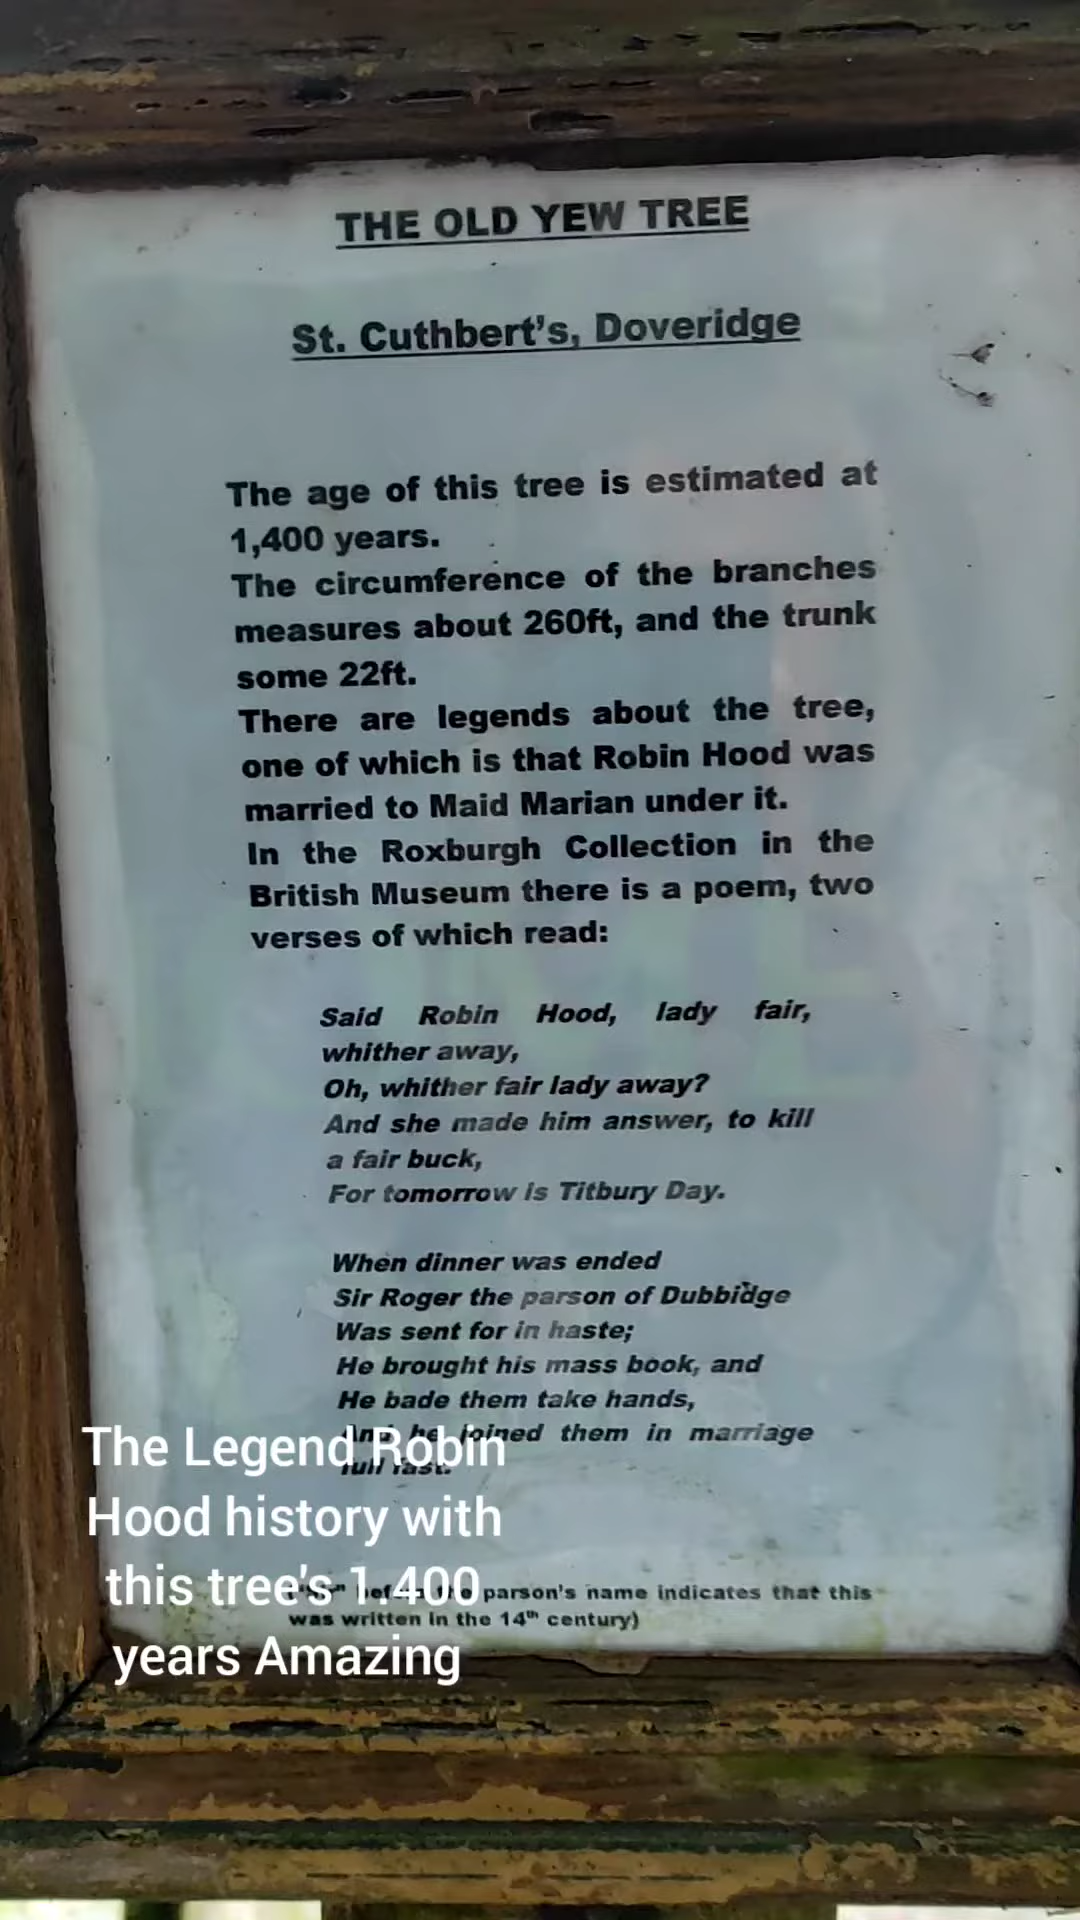 THE OLD YEW TREE
St. Cuthbert's, Doveridge
The age of this tree is estimated at
1,400 years.
The circumference of the branches
measures about 260ft, and the trunk
some 22ft.
There are legends about the tree,
one of which is that Robin Hood was
married to Maid Marian under it.
In the Roxburgh Collection in the
British Museum there is a poem, two
verses of which read:
Said Robin Hood, lady fair,
whither away,
Oh, whither fair lady away?
And she made him answer, to kill
a fair buck,
For tomorrow is Titbury Day.
When dinner was ended
Sir Roger the parson of Dubbidge
Was sent for in haste;
He brought his mass book, and
He bade them take hands,
And he joined them in marriage
full fast.
parson's name indicates that this
was written in the 14th century)
The Legend Robin
Hood history with
this tree's 1.400
years Amazing